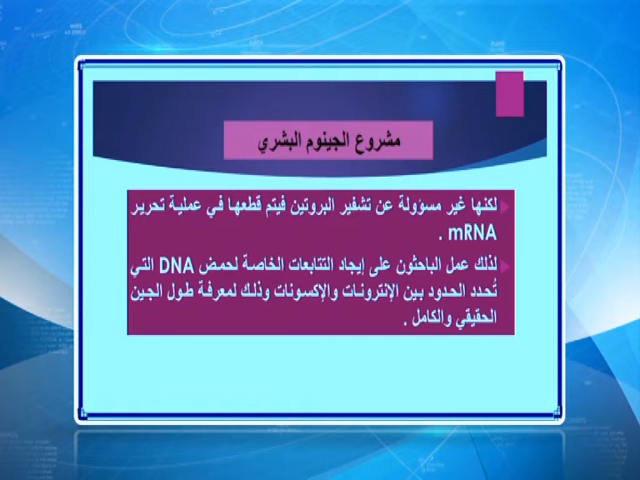 مشروع الجينوم البشري
لكنها غير مسؤولة عن تشفير البروتين فيتم قطعها في عملية تحرير
mRNA .
لذلك عمل الباحثون على إيجاد التتابعات الخاصة لحمض DNA التي
تُحدد الحدود بين الإنترونات والإكسونات وذلك لمعرفة طول الجين
الحقيقي والكامل .